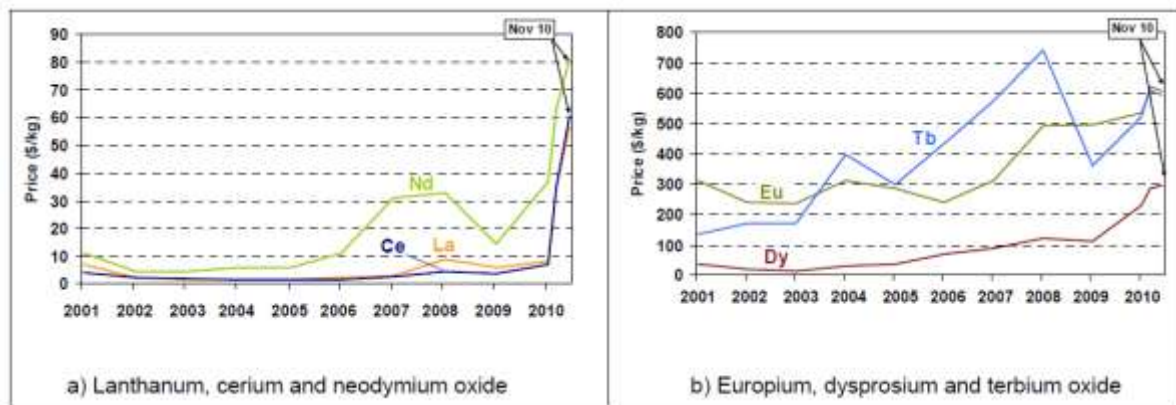 Price ($/kg)
90
80
70
60
50
40
30
20
10
0
Nov 10
Nd
Ce
La
2001 2002 2003 2004 2005 2006 2007 2008 2009 2010
a) Lanthanum, cerium and neodymium oxide
Price ($/kg)
800
700
600
500
400
300
200
100
0
Nov 10
Tb
Eu
Dy
2001 2002 2003 2004 2005 2006 2007 2008 2009 2010
b) Europium, dysprosium and terbium oxide